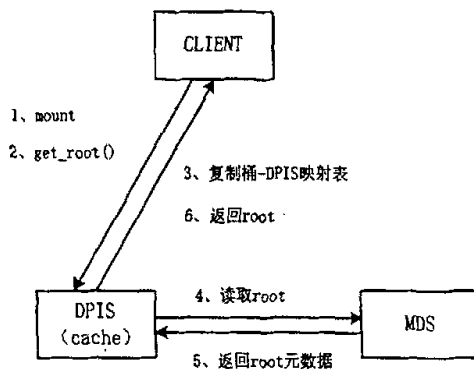 CLIENT
1、mount
2、get_root()
3、复制桶-DPIS映射表
6、返回root
DPIS
(cache)
4、读取root
MDS
5、返回root元数据